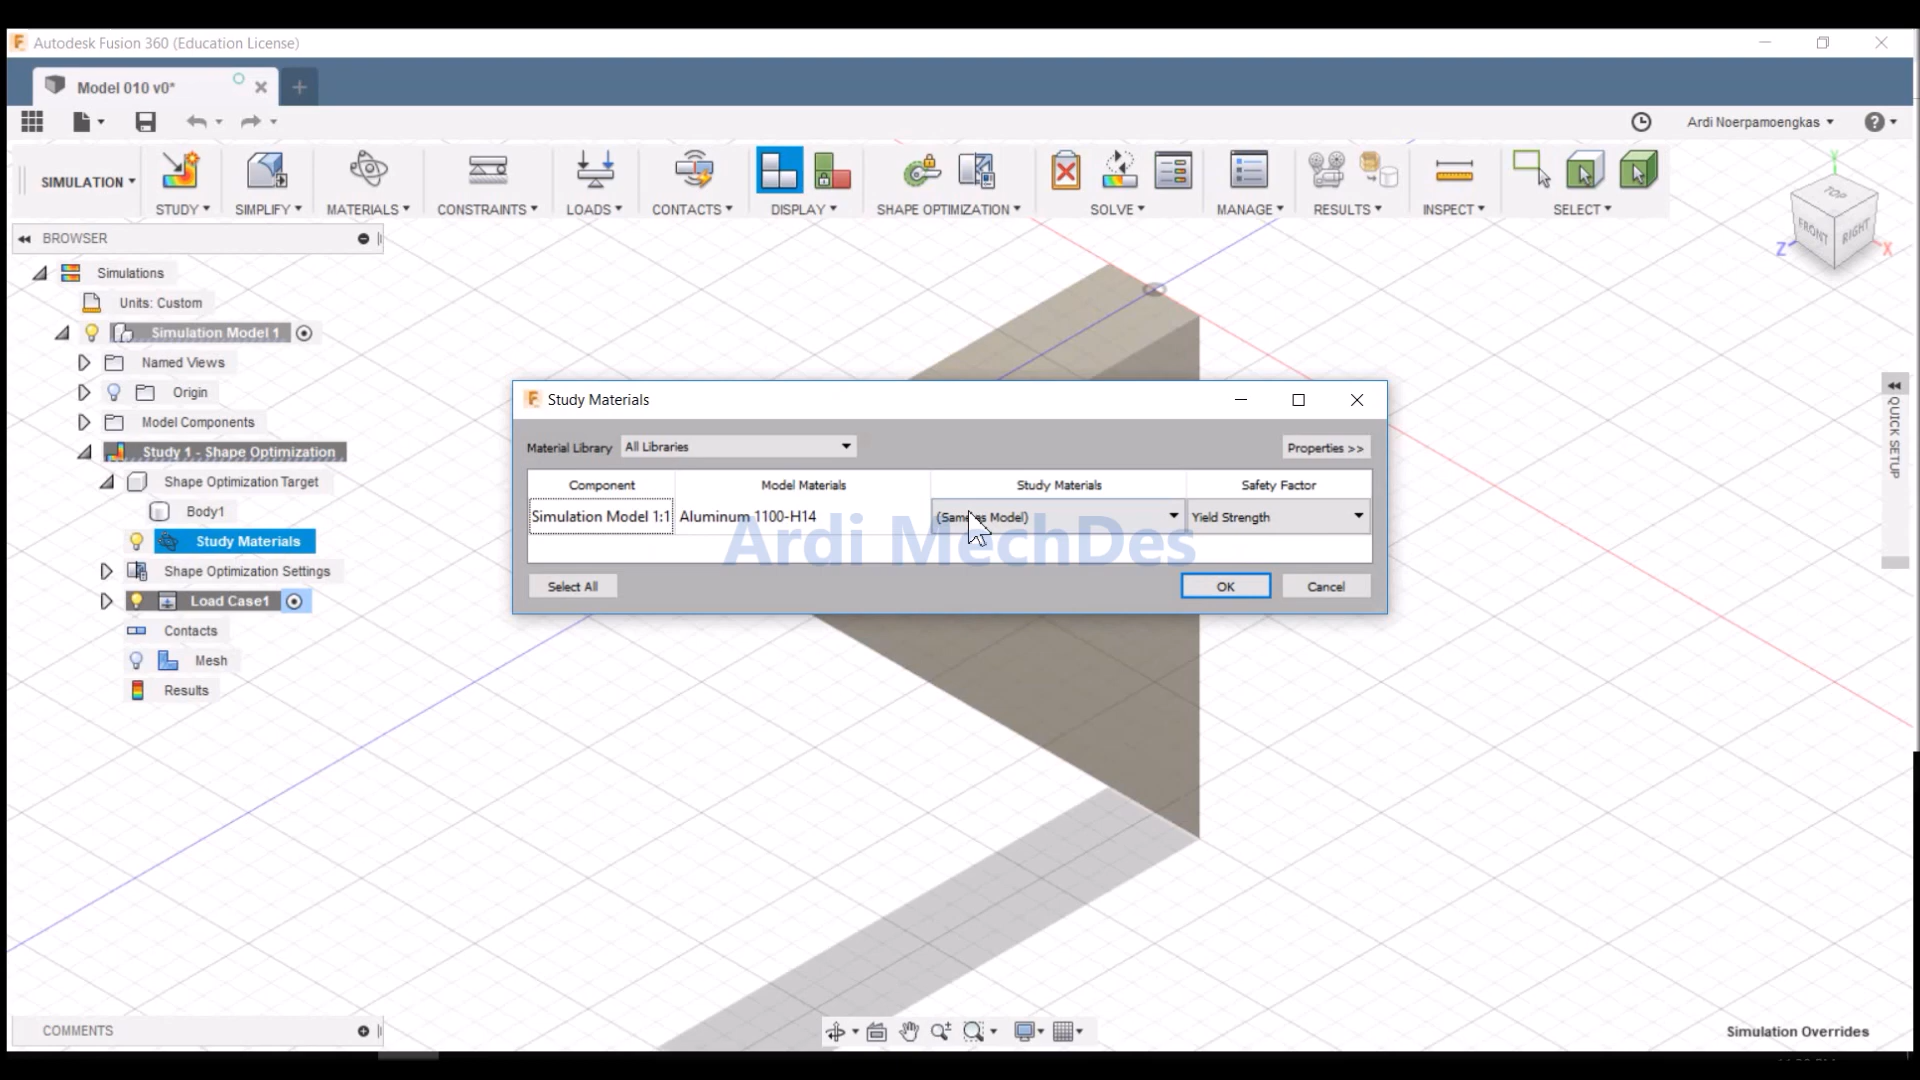 Autodesk Fusion 360 (Education License)
Model 010 v0*
Ardi Noerpamoengkas
SIMULATION
STUDY
SIMPLIFY
MATERIALS
CONSTRAINTS
LOADS
CONTACTS
DISPLAY
SHAPE OPTIMIZATION
SOLVE
MANAGE
RESULTS
INSPECT
SELECT
TOP
FRONT
RIGHT
Z
X
Y
BROWSER
Simulations
Units: Custom
Simulation Model 1
Named Views
Origin
Model Components
Study 1 - Shape Optimization
Shape Optimization Target
Body1
Study Materials
Shape Optimization Settings
Load Case1
Contacts
Mesh
Results
Study Materials
Material Library
All Libraries
Properties >>
Component
Model Materials
Study Materials
Safety Factor
Simulation Model 1:1
Aluminum 1100-H14
(Same as Model)
Yield Strength
Ardi MechDes
Select All
OK
Cancel
QUICK SETUP
COMMENTS
Simulation Overrides